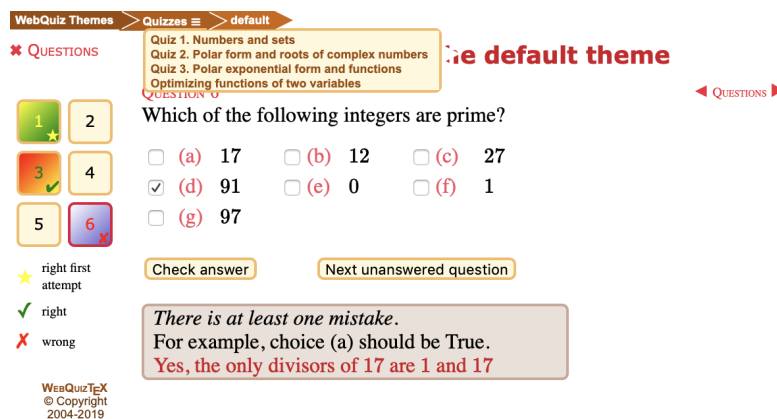 WebQuiz Themes Quizzes ≡ default
Quiz 1. Numbers and sets
Quiz 2. Polar form and roots of complex numbers
Quiz 3. Polar exponential form and functions
Optimizing functions of two variables
✖ QUESTIONS
default theme
◀ QUESTIONS
QUESTION 6
Which of the following integers are prime?
(a) 17 (b) 12 (c) 27
(d) 91 (e) 0 (f) 1
(g) 97
1 2
3 4
5 6
Check answer Next unanswered question
right first
attempt
right
wrong
There is at least one mistake.
For example, choice (a) should be True.
Yes, the only divisors of 17 are 1 and 17
WEBQUIZTEX
© Copyright
2004-2019